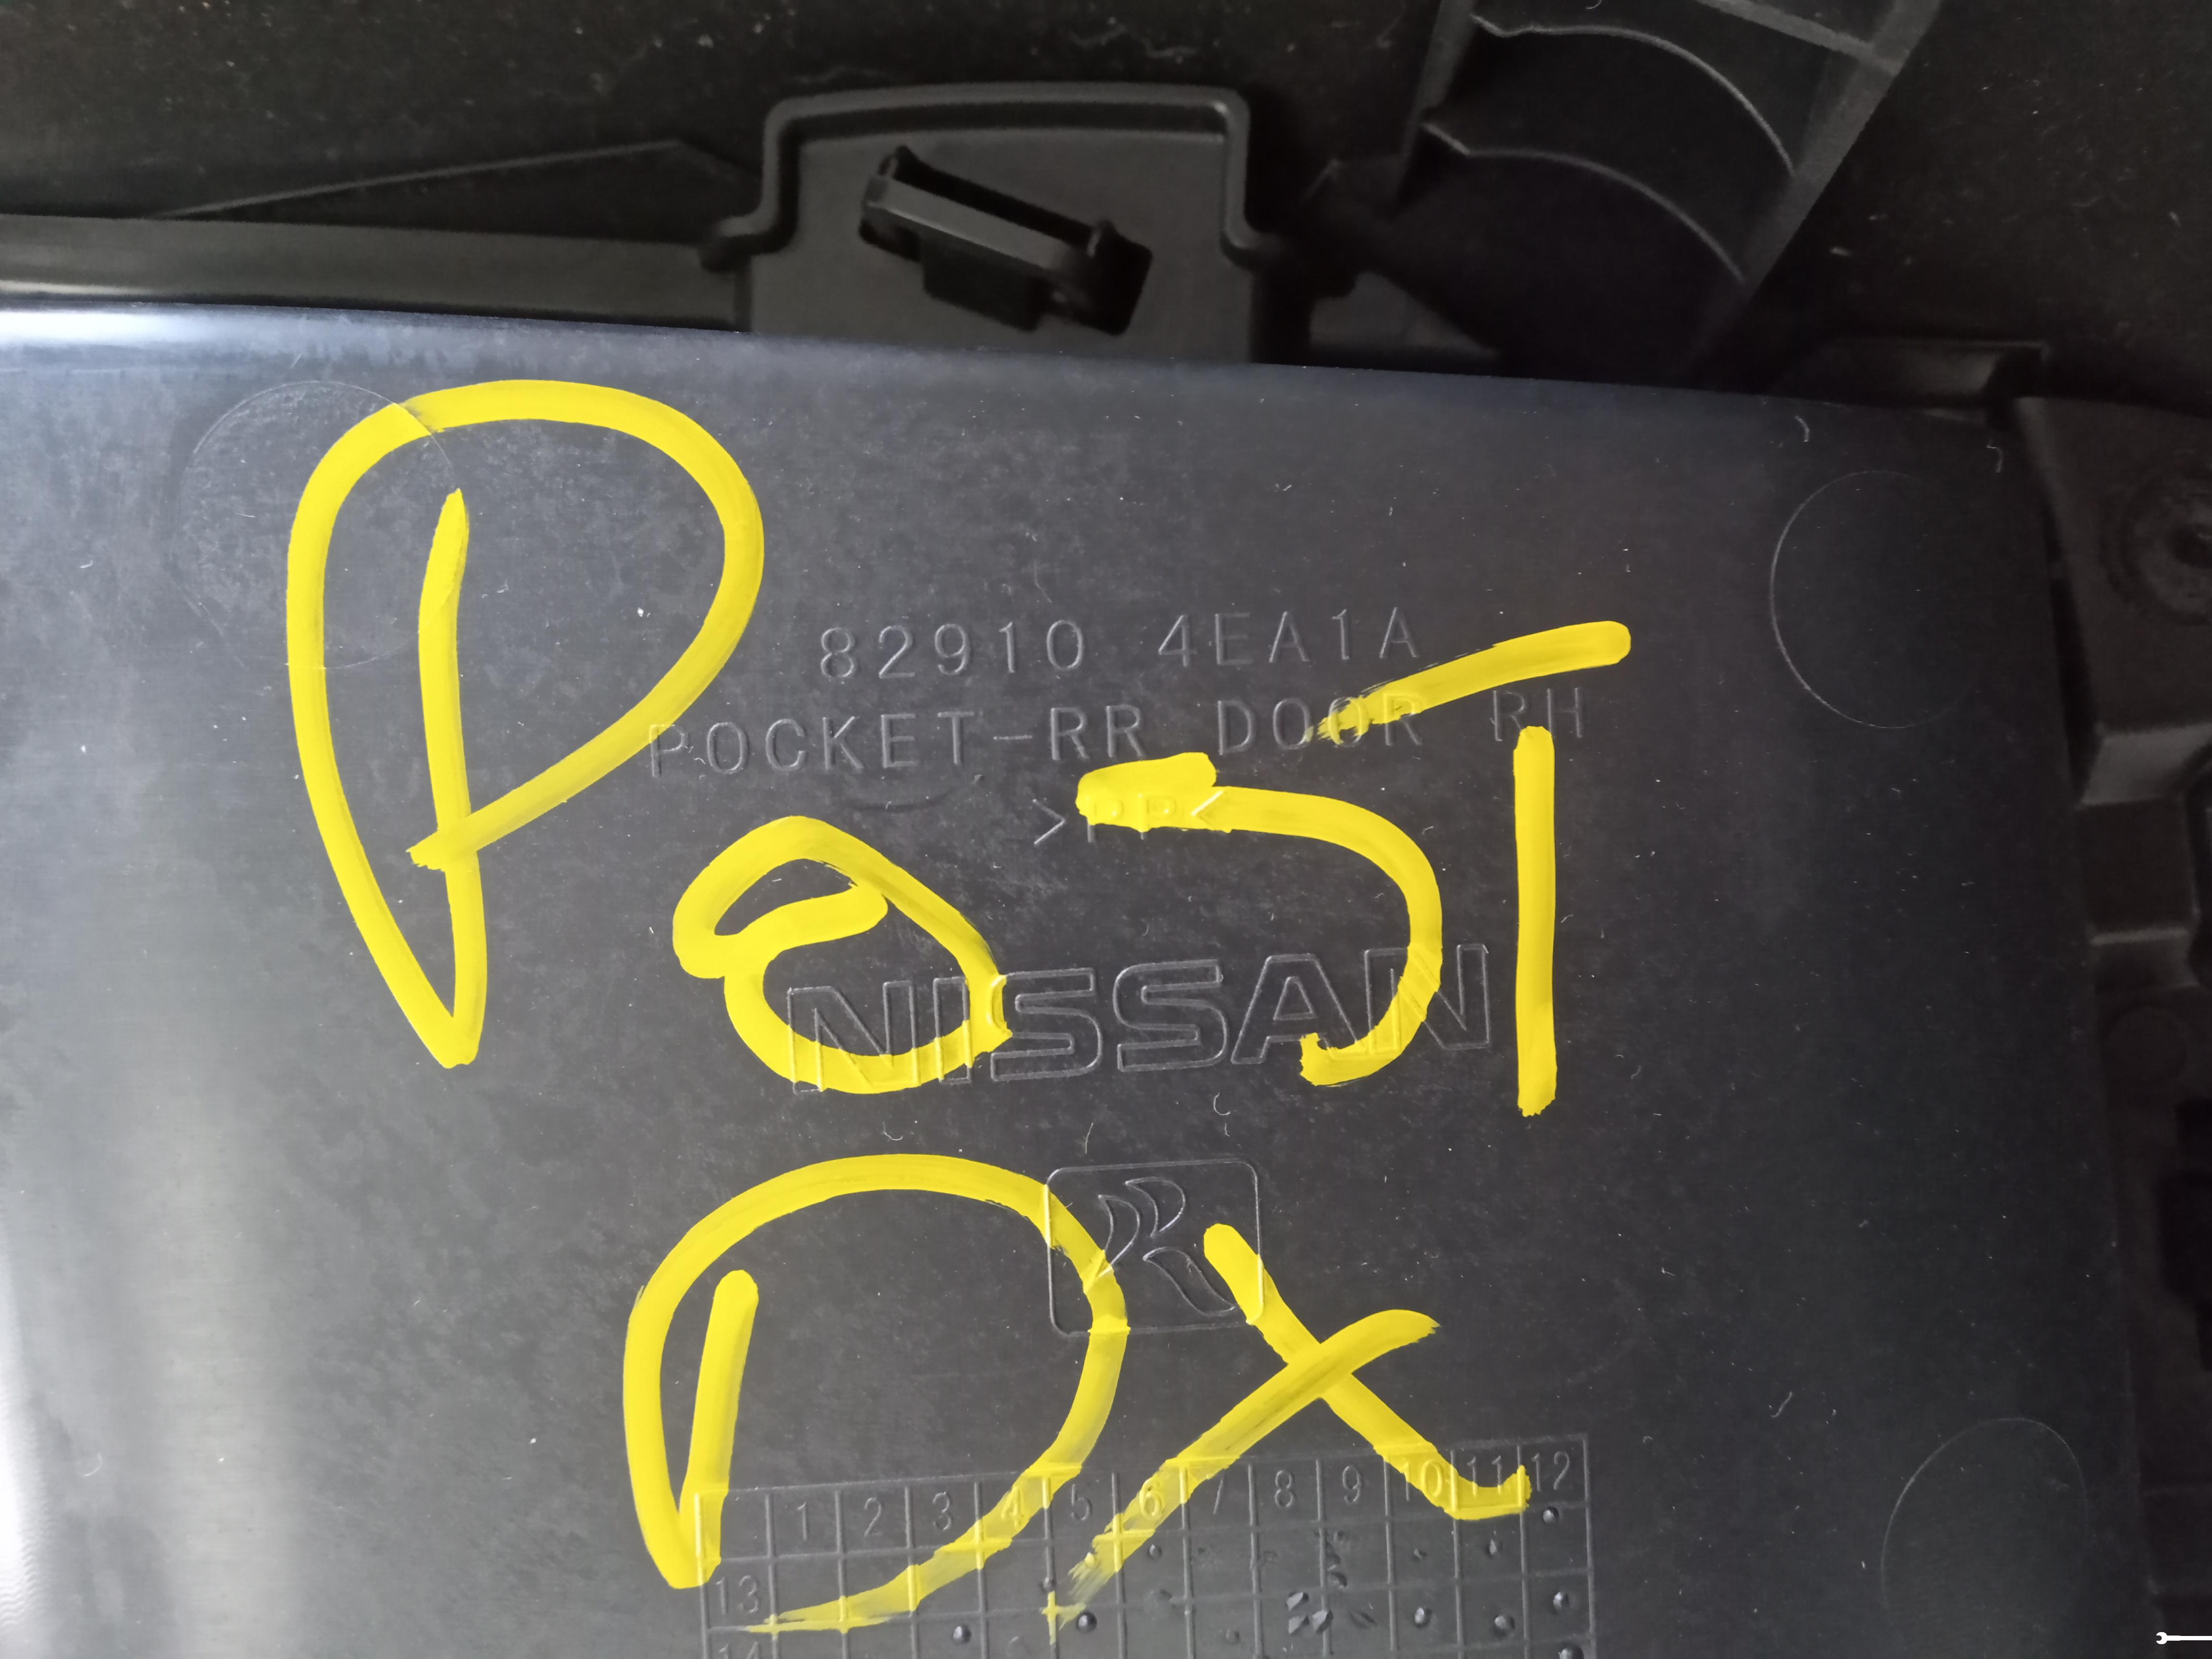 82910 4EA1A
POCKET-RR DOOR RH
>PP<
NISSAN
PosT
Dx
1 2 3 4 5 6 7 8 9 10 11 12
13
14